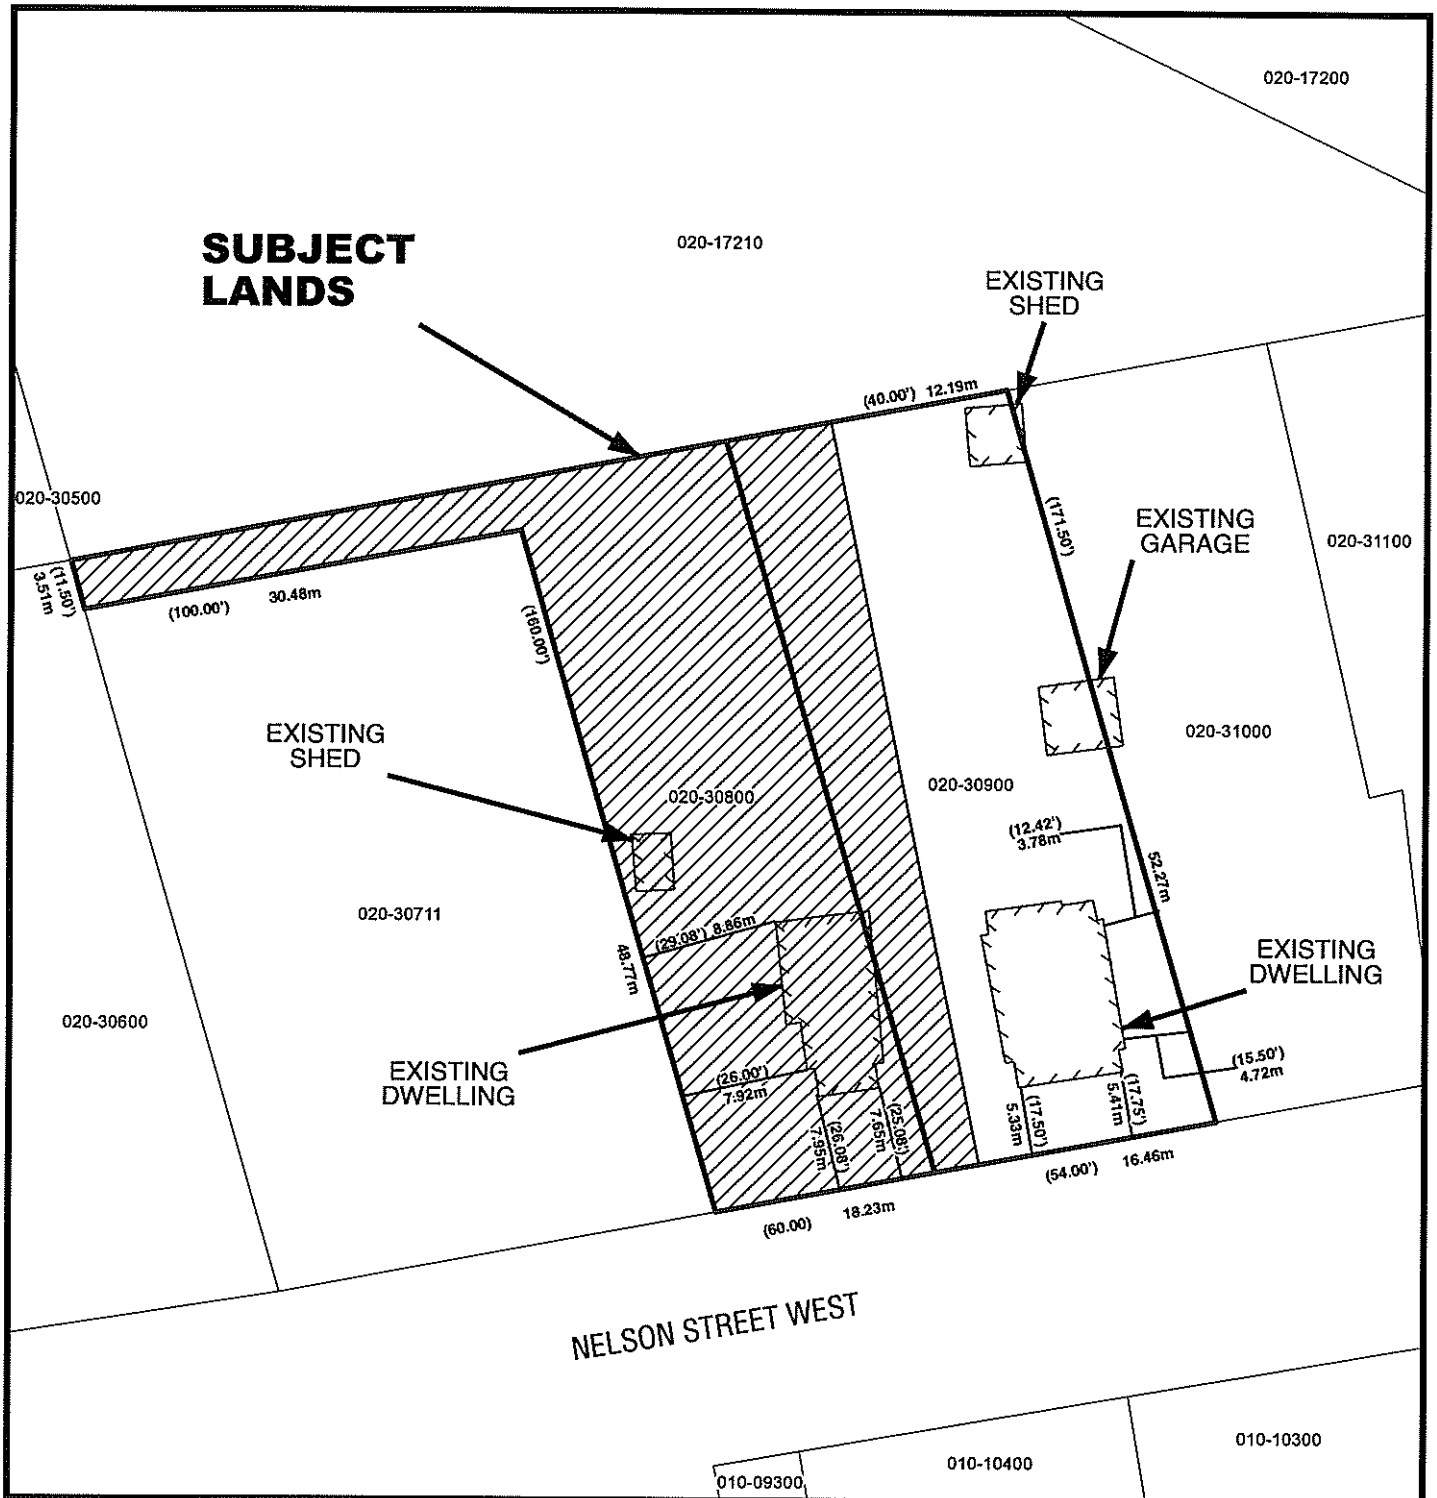 020-17200
020-17210
SUBJECT
LANDS
EXISTING
SHED
(40.00') 12.19m
020-30500
(171.50')
EXISTING
GARAGE
020-31100
(11.50')
3.51m
(100.00') 30.48m
(160.00')
EXISTING
SHED
020-31000
020-30800
020-30900
(12.42')
3.78m
52.27m
020-30711
(29.08') 8.86m
48.77m
EXISTING
DWELLING
020-30600
EXISTING
DWELLING
(26.00')
7.92m
(26.08')
7.95m
(25.08')
7.65m
(17.50')
5.33m
(17.75')
5.41m
(15.50')
4.72m
(54.00') 16.46m
(60.00) 18.23m
NELSON STREET WEST
010-10300
010-10400
010-09300